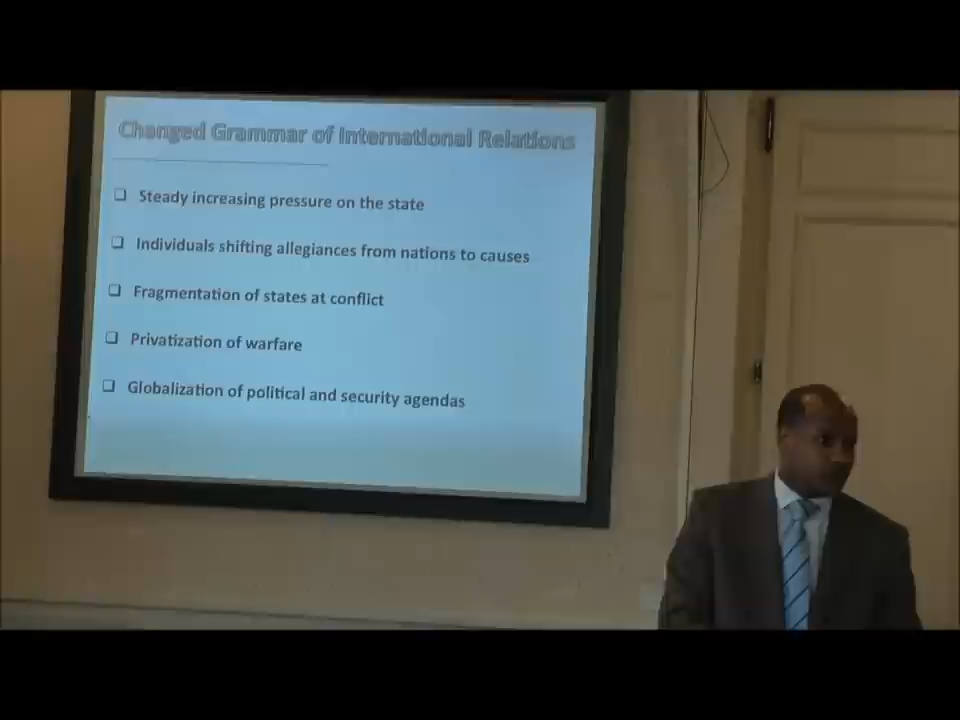 Changed Grammar of International Relations
❑ Steady increasing pressure on the state
❑ Individuals shifting allegiances from nations to causes
❑ Fragmentation of states at conflict
❑ Privatization of warfare
❑ Globalization of political and security agendas